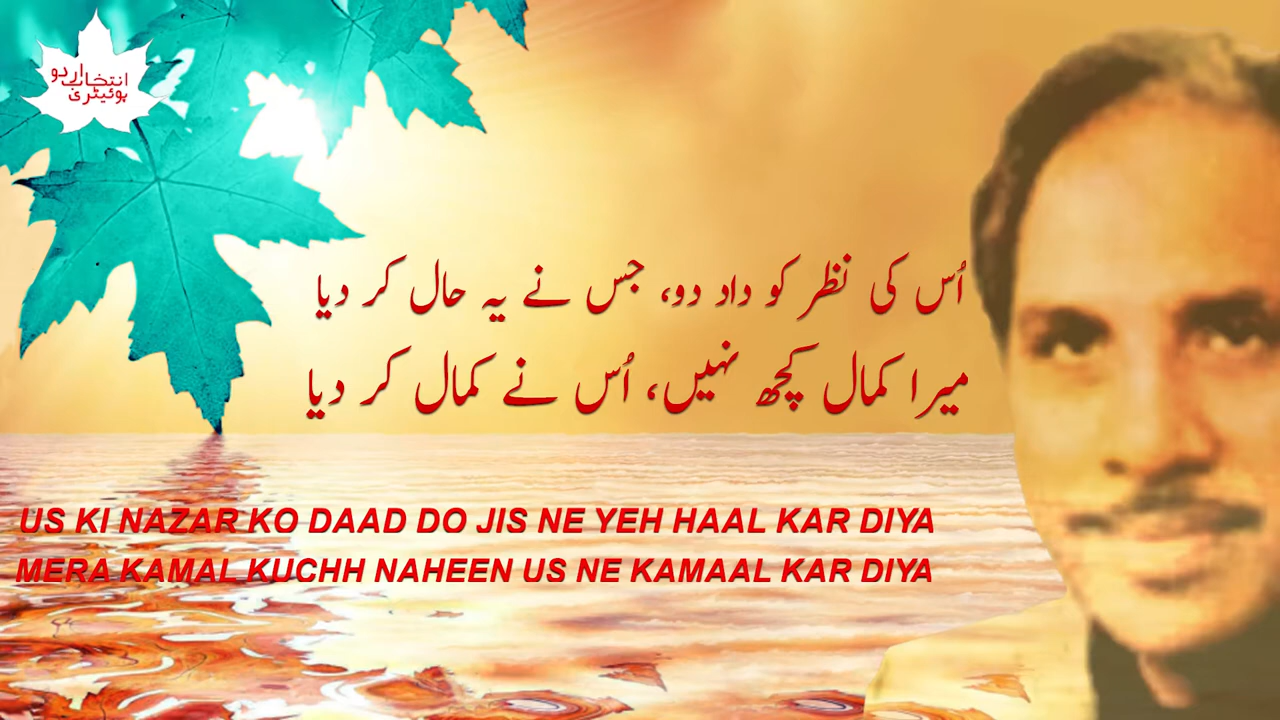 انتخاب اردو
پوئیٹری
اُس کی نظر کو داد دو، جس نے یہ حال کر دیا
میرا کمال کچھ نہیں، اُس نے کمال کر دیا
US KI NAZAR KO DAAD DO JIS NE YEH HAAL KAR DIYA
MERA KAMAL KUCHH NAHEEN US NE KAMAAL KAR DIYA